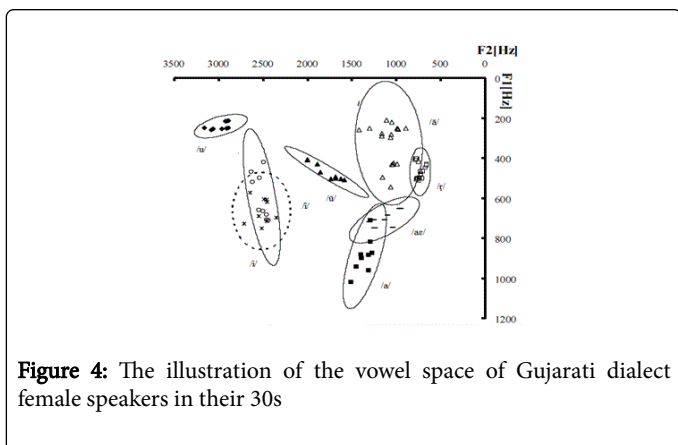 F2[Hz]
3500 3000 2500 2000 1500 1000 500 0
F1[Hz]
0
200
400
600
800
1000
1200
/u/
/ū/
/ā/
/ī/
/i/
/ae/
/a/
Figure 4: The illustration of the vowel space of Gujarati dialect
female speakers in their 30s